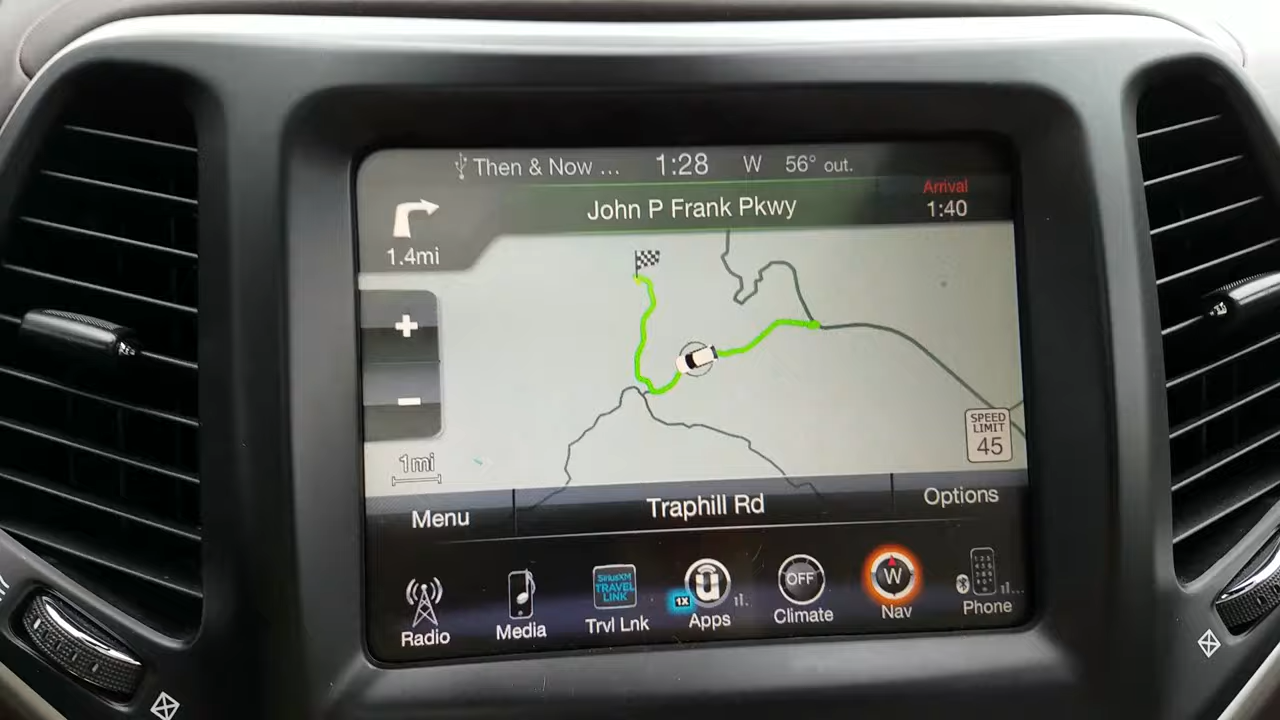 Then & Now ... 1:28 W 56° out.
Arrival
1:40
John P Frank Pkwy
1.4mi
+
-
1mi
SPEED
LIMIT
45
Menu
Traphill Rd
Options
SiriusXM
TRAVEL
LINK
1X
OFF
W
Radio
Media
Trvl Lnk
Apps
Climate
Nav
Phone